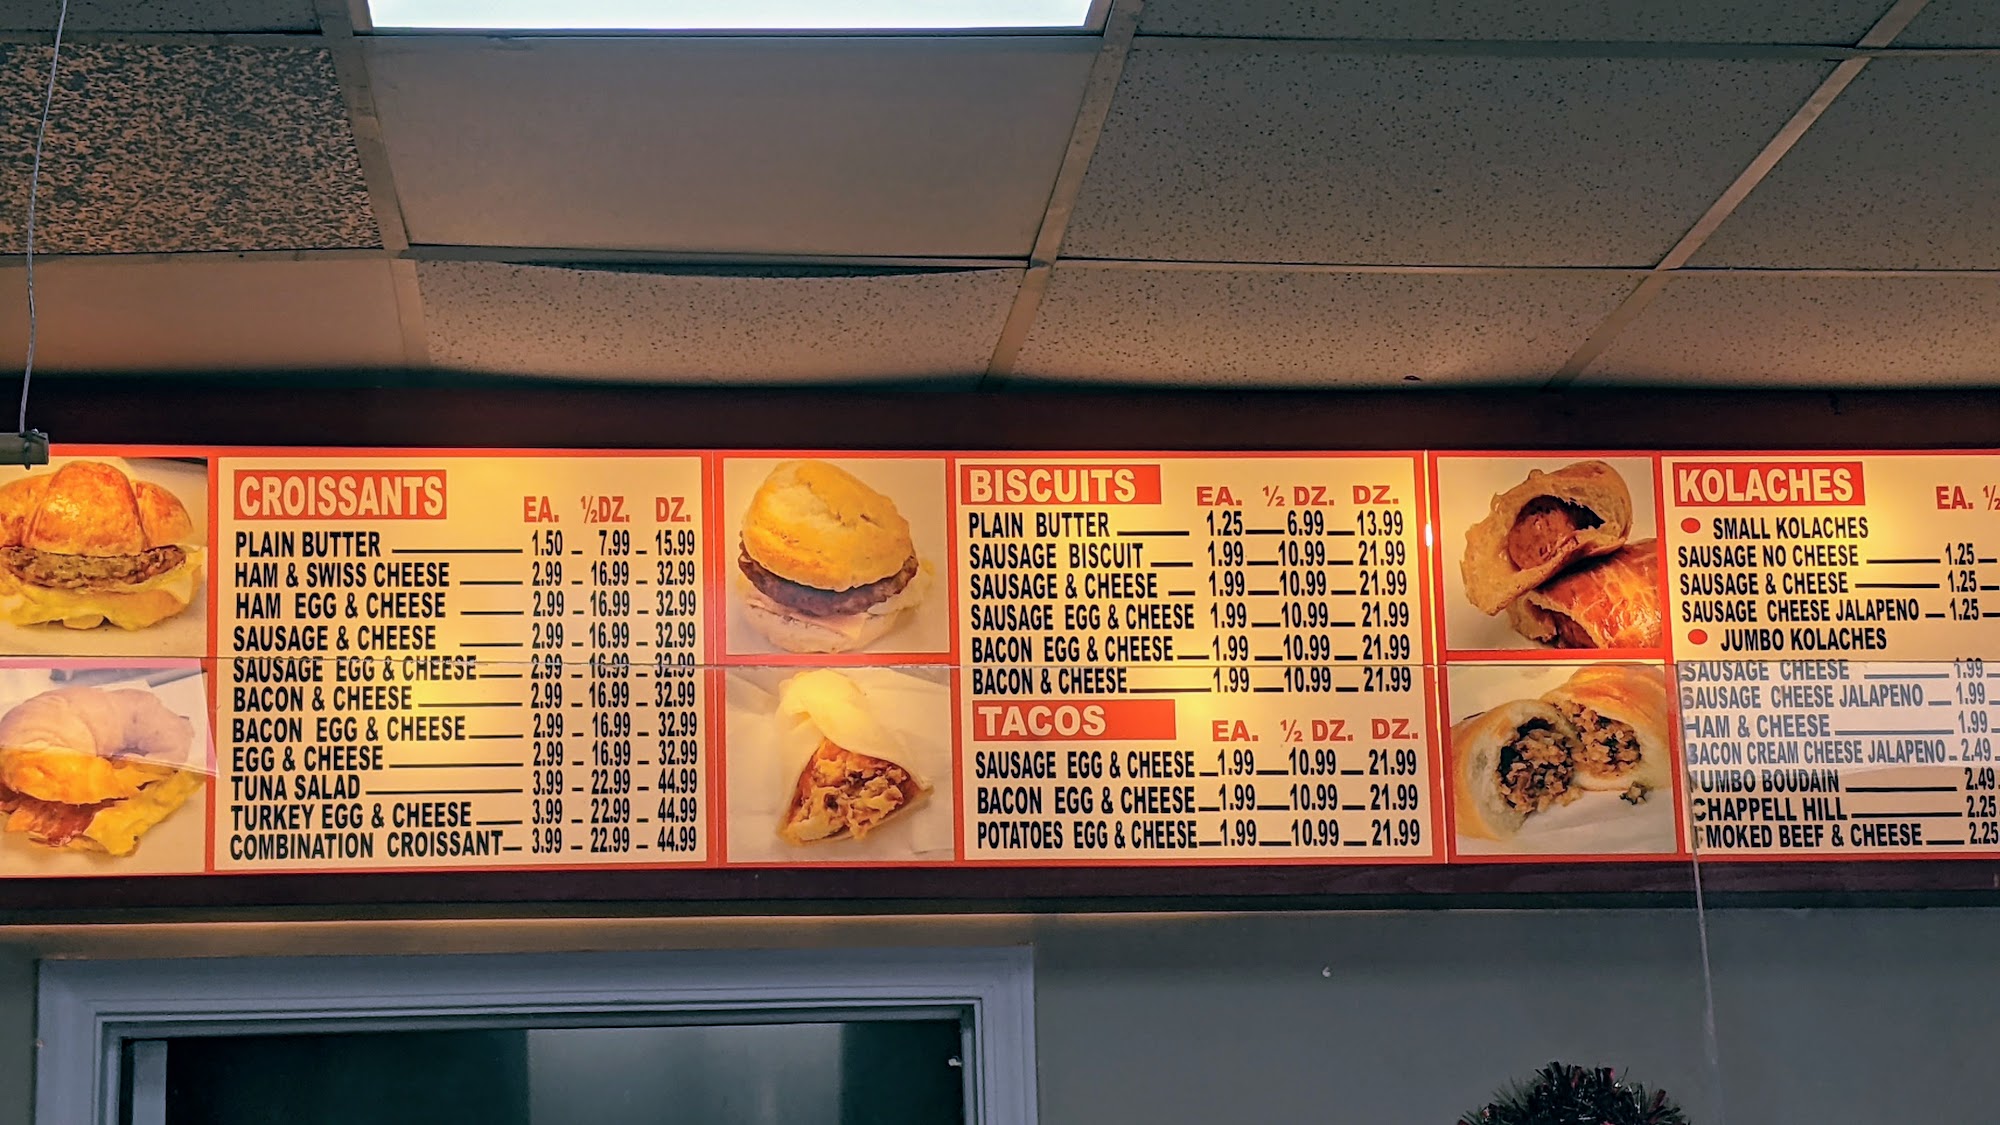 CROISSANTS EA. ½DZ. DZ.
PLAIN BUTTER 1.50 - 7.99 - 15.99
HAM & SWISS CHEESE 2.99 - 16.99 - 32.99
HAM EGG & CHEESE 2.99 - 16.99 - 32.99
SAUSAGE & CHEESE 2.99 - 16.99 - 32.99
SAUSAGE EGG & CHEESE 2.99 - 16.99 - 32.99
BACON & CHEESE 2.99 - 16.99 - 32.99
BACON EGG & CHEESE 2.99 - 16.99 - 32.99
EGG & CHEESE 2.99 - 16.99 - 32.99
TUNA SALAD 3.99 - 22.99 - 44.99
TURKEY EGG & CHEESE 3.99 - 22.99 - 44.99
COMBINATION CROISSANT 3.99 - 22.99 - 44.99
BISCUITS EA. ½ DZ. DZ.
PLAIN BUTTER 1.25 - 6.99 - 13.99
SAUSAGE BISCUIT 1.99 - 10.99 - 21.99
SAUSAGE & CHEESE 1.99 - 10.99 - 21.99
SAUSAGE EGG & CHEESE 1.99 - 10.99 - 21.99
BACON EGG & CHEESE 1.99 - 10.99 - 21.99
BACON & CHEESE 1.99 - 10.99 - 21.99
TACOS EA. ½ DZ. DZ.
SAUSAGE EGG & CHEESE 1.99 - 10.99 - 21.99
BACON EGG & CHEESE 1.99 - 10.99 - 21.99
POTATOES EGG & CHEESE 1.99 - 10.99 - 21.99
KOLACHES EA. ½
● SMALL KOLACHES
SAUSAGE NO CHEESE 1.25
SAUSAGE & CHEESE 1.25
SAUSAGE CHEESE JALAPENO 1.25
● JUMBO KOLACHES
SAUSAGE CHEESE 1.99
SAUSAGE CHEESE JALAPENO 1.99
HAM & CHEESE 1.99
BACON CREAM CHEESE JALAPENO 2.49
JUMBO BOUDAIN 2.49
CHAPPELL HILL 2.25
SMOKED BEEF & CHEESE 2.25